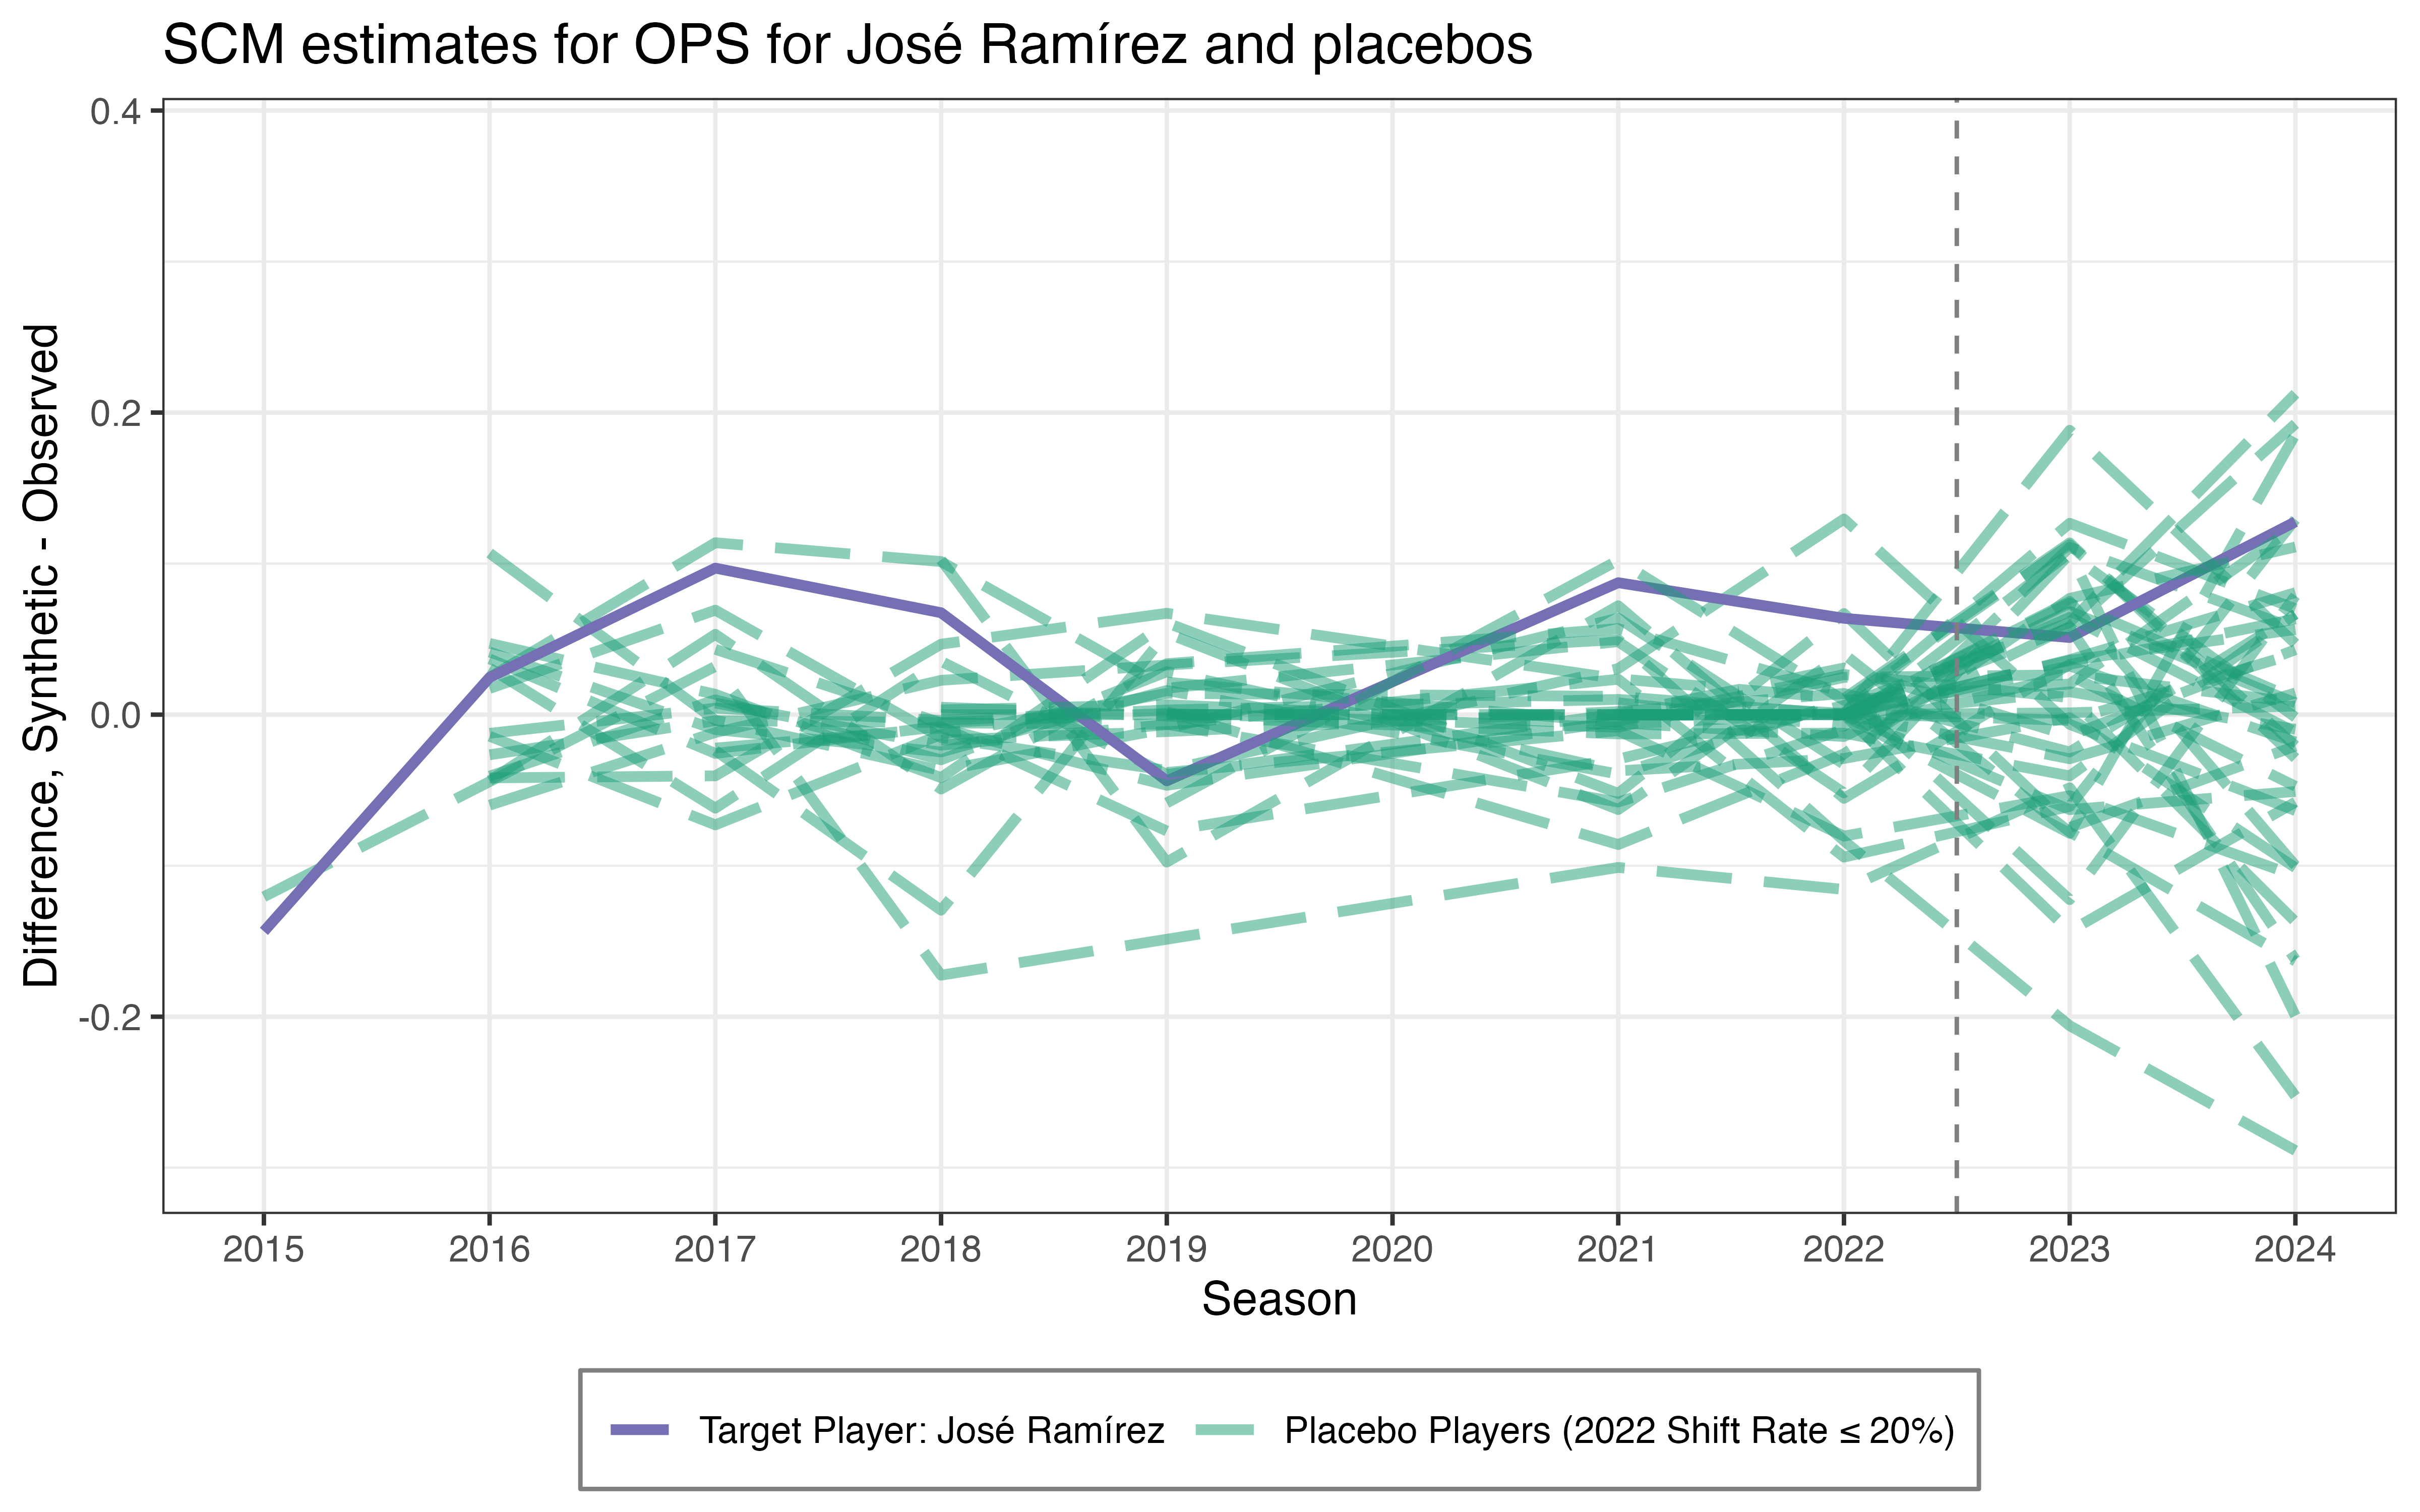 SCM estimates for OPS for José Ramírez and placebos
Difference, Synthetic - Observed
0.4
0.2
0.0
-0.2
2015 2016 2017 2018 2019 2020 2021 2022 2023 2024
Season
Target Player: José Ramírez Placebo Players (2022 Shift Rate ≤ 20%)